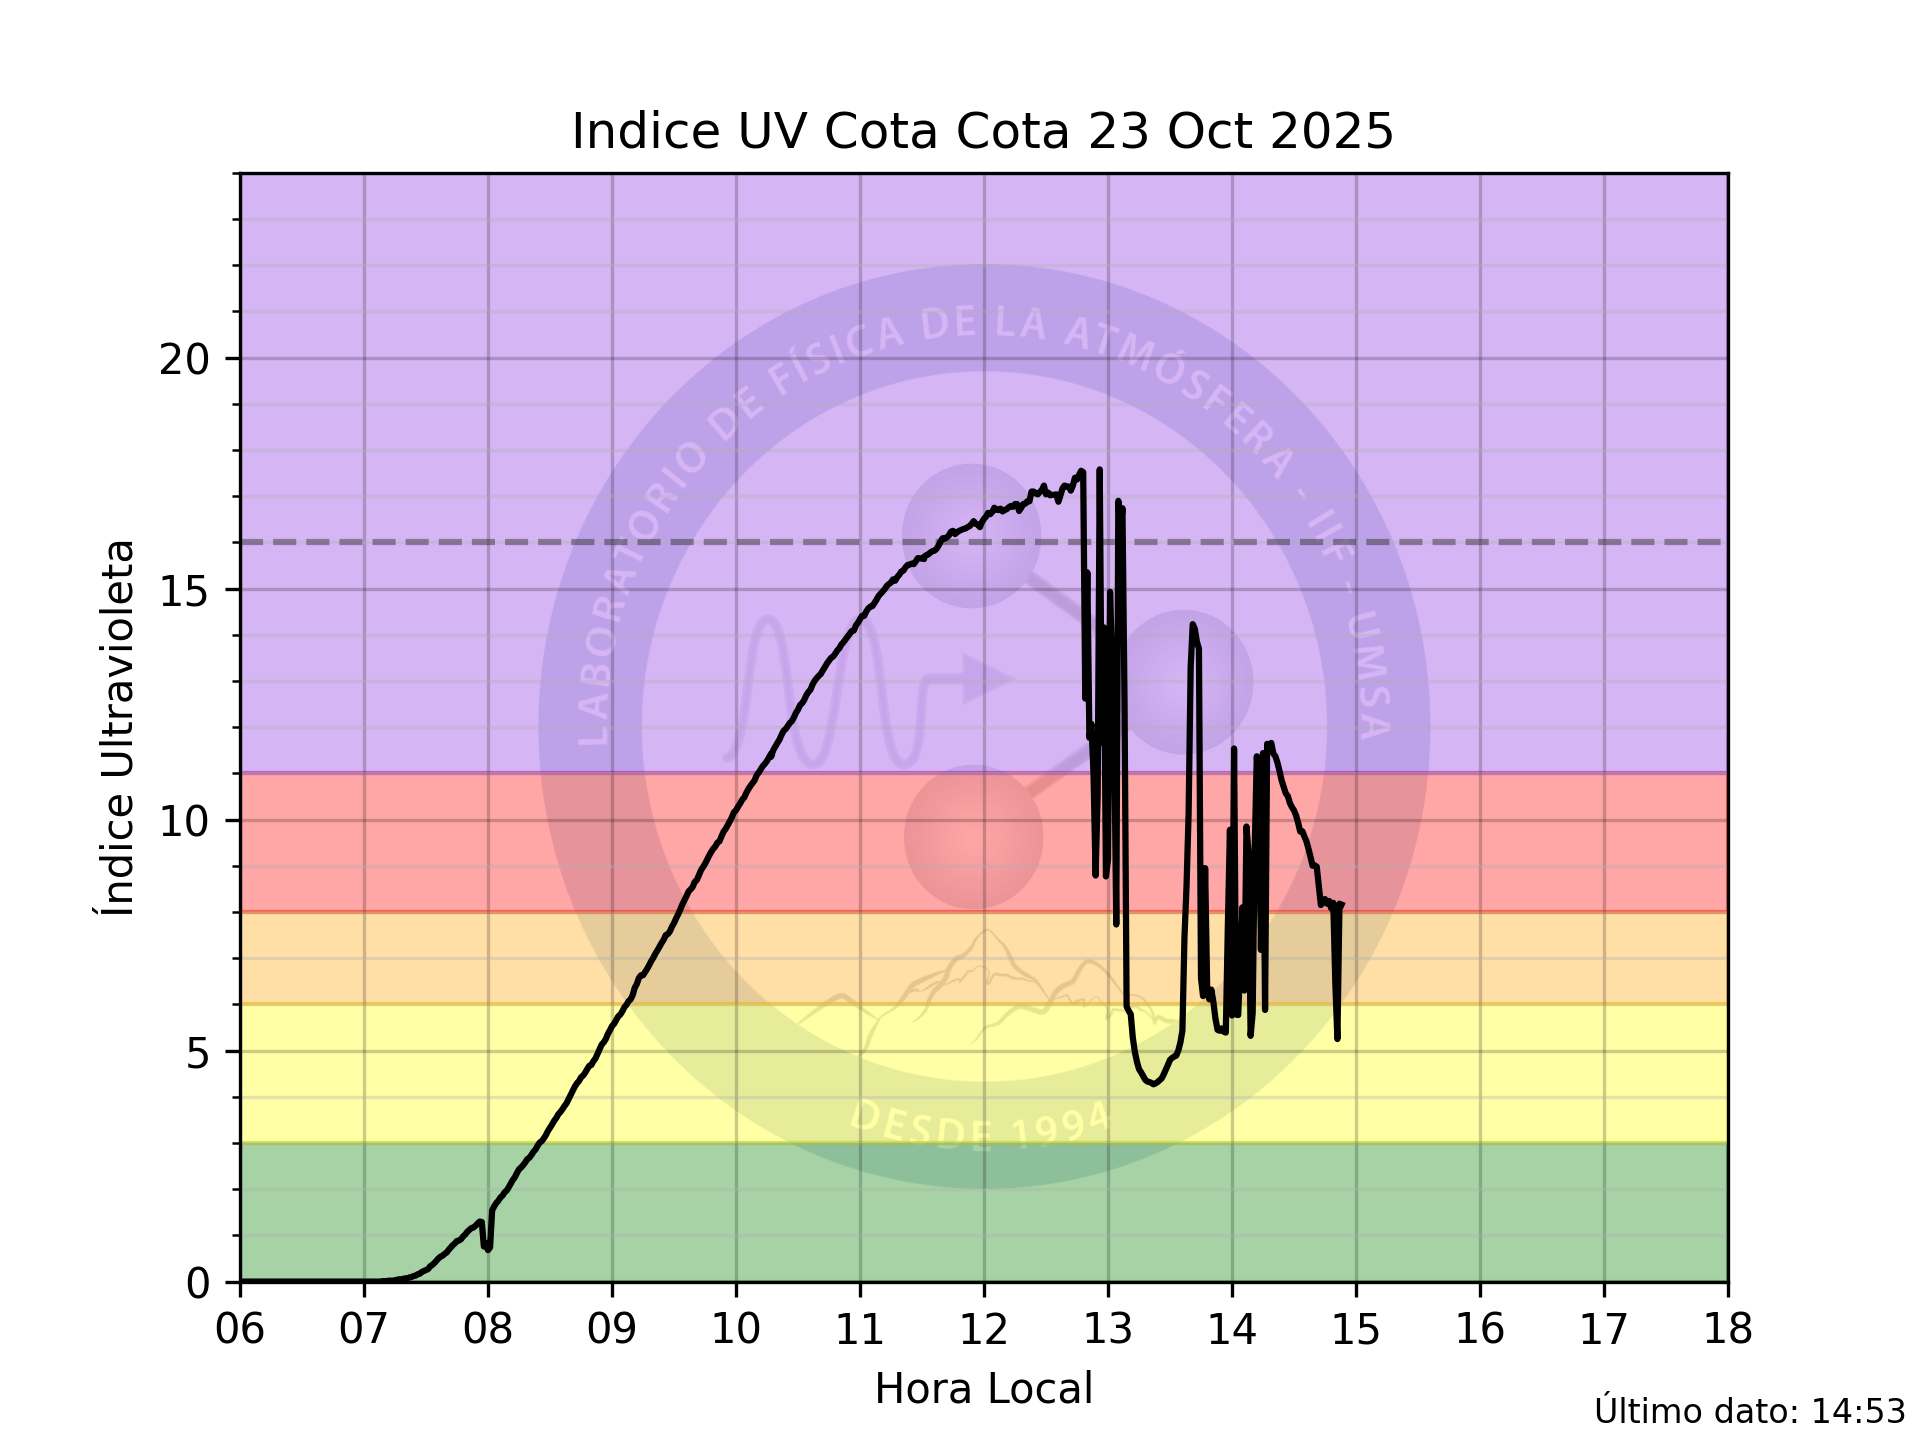 Indice UV Cota Cota 23 Oct 2025
Índice Ultravioleta
20
15
10
5
0
LABORATORIO DE FÍSICA DE LA ATMÓSFERA - IIF - UMSA
DESDE 1994
06 07 08 09 10 11 12 13 14 15 16 17 18
Hora Local
Último dato: 14:53